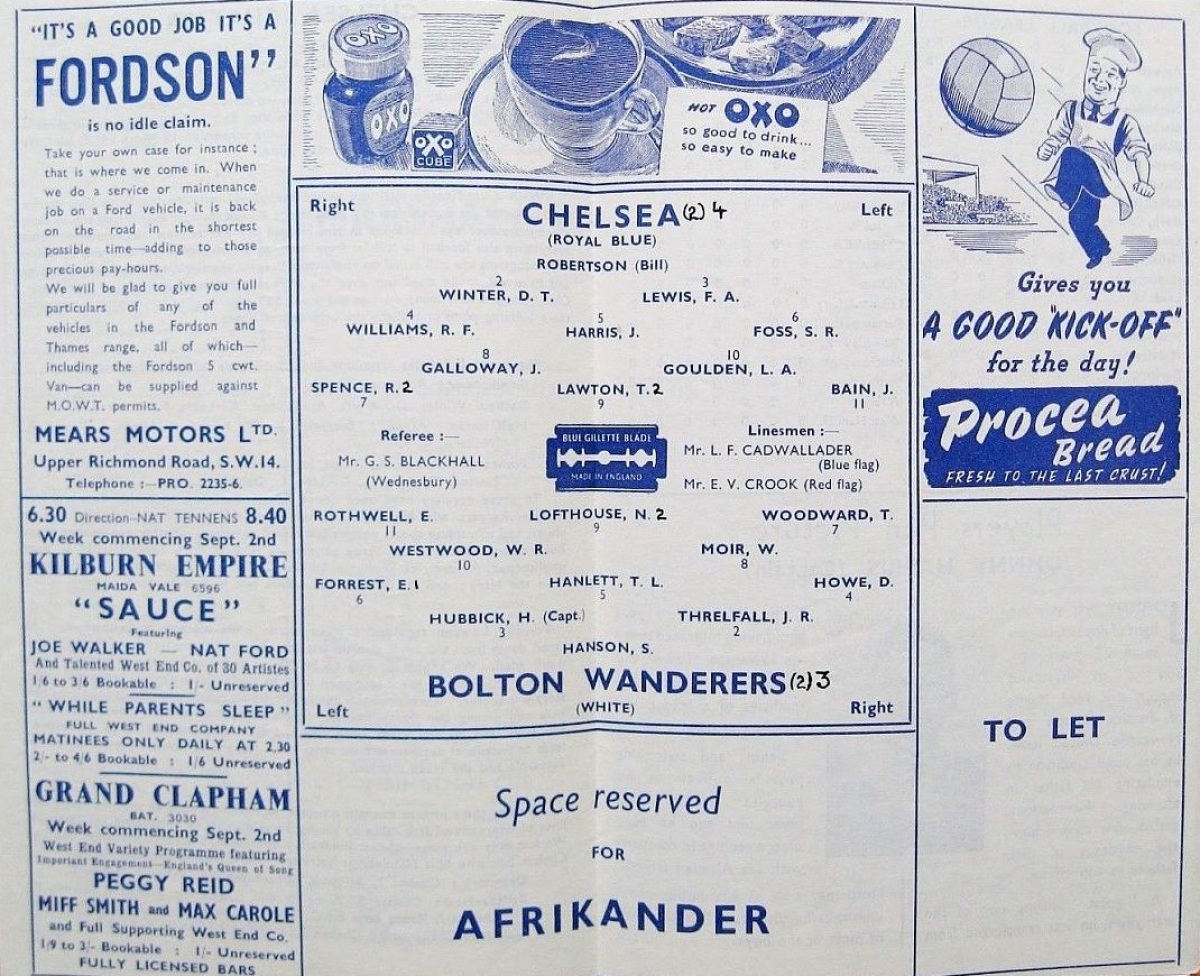 "IT'S A GOOD JOB IT'S A
FORDSON"
is no idle claim.
Take your own case for instance ;
that is where we come in. When
we do a service or maintenance
job on a Ford vehicle, it is back
on the road in the shortest
possible time—adding to those
precious pay-hours.
We will be glad to give you full
particulars of any of the
vehicles in the Fordson and
Thames range, all of which—
including the Fordson 5 cwt.
Van—can be supplied against
M.O.W.T. permits.
MEARS MOTORS LTD.
Upper Richmond Road, S.W.14.
Telephone :—PRO. 2235-6.
6.30 Direction—NAT TENNENS 8.40
Week commencing Sept. 2nd
KILBURN EMPIRE
MAIDA VALE 6596
"SAUCE"
Featuring
JOE WALKER — NAT FORD
And Talented West End Co. of 30 Artistes
1/6 to 3/6 Bookable : 1/- Unreserved
"WHILE PARENTS SLEEP"
FULL WEST END COMPANY
MATINEES ONLY DAILY AT 2.30
2/- to 4/6 Bookable : 1/6 Unreserved
GRAND CLAPHAM
BAT. 3030
Week commencing Sept. 2nd
West End Variety Programme featuring
Important Engagement—England's Queen of Song
PEGGY REID
MIFF SMITH and MAX CAROLE
and Full Supporting West End Co.
1/9 to 3/- Bookable : 1/- Unreserved
FULLY LICENSED BARS
OXO
OXO
OXO
CUBE
HOT OXO
so good to drink...
so easy to make
Right CHELSEA (2) 4 Left
(ROYAL BLUE)
ROBERTSON (Bill)
2 3
WINTER, D. T. LEWIS, F. A.
4 5 6
WILLIAMS, R. F. HARRIS, J. FOSS, S. R.
8 10
GALLOWAY, J. GOULDEN, L. A.
SPENCE, R. 2 LAWTON, T. 2 BAIN, J.
7 9 11
Referee :—
Mr. G. S. BLACKHALL
(Wednesbury)
BLUE GILLETTE BLADE
MADE IN ENGLAND
Linesmen :—
Mr. L. F. CADWALLADER
(Blue flag)
Mr. E. V. CROOK (Red flag)
ROTHWELL, E. LOFTHOUSE, N. 2 WOODWARD, T.
11 9 7
WESTWOOD, W. R. MOIR, W.
10 8
FORREST, E. 1 HANLETT, T. L. HOWE, D.
6 5 4
HUBBICK, H. (Capt.) THRELFALL, J. R.
3 2
HANSON, S.
BOLTON WANDERERS (2) 3
Left (WHITE) Right
Space reserved
FOR
AFRIKANDER
Gives you
A GOOD "KICK-OFF"
for the day!
Procea
Bread
FRESH TO THE LAST CRUST!
TO LET